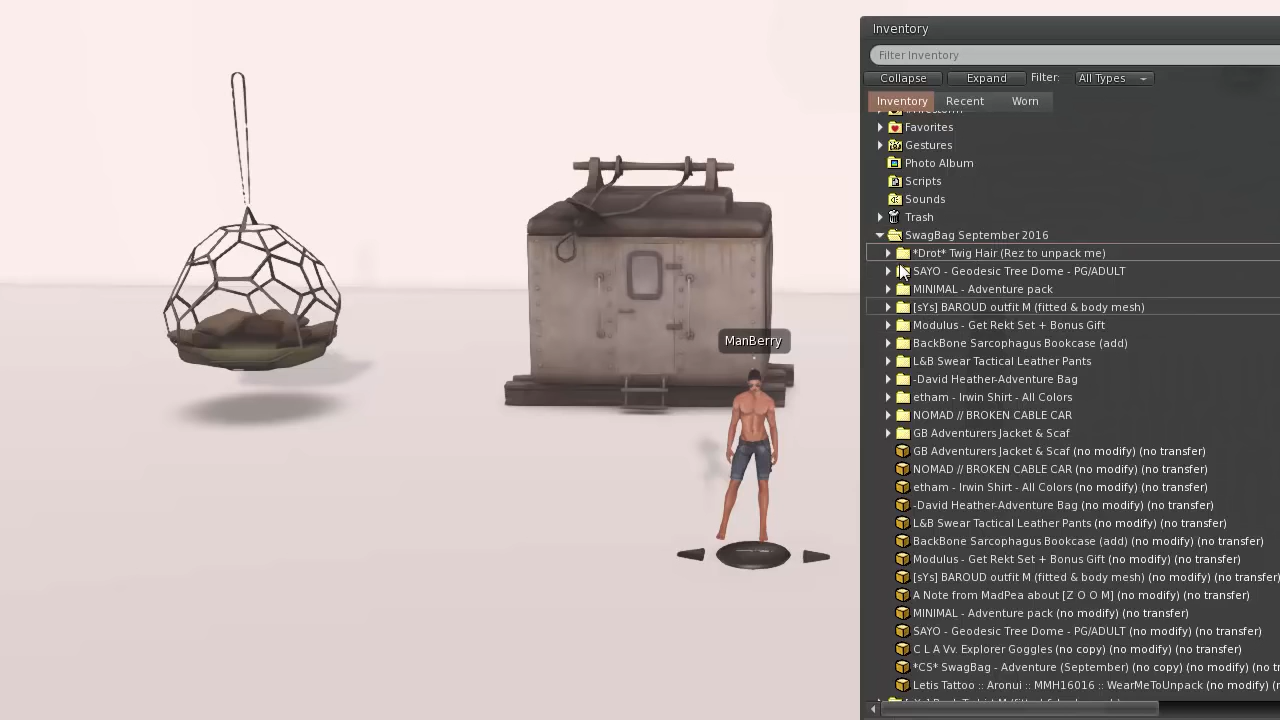 Inventory
Filter Inventory
Collapse Expand Filter: All Types
Inventory Recent Worn
Favorites
Gestures
Photo Album
Scripts
Sounds
Trash
SwagBag September 2016
*Drot* Twig Hair (Rez to unpack me)
SAYO - Geodesic Tree Dome - PG/ADULT
MINIMAL - Adventure pack
[sYs] BAROUD outfit M (fitted & body mesh)
Modulus - Get Rekt Set + Bonus Gift
BackBone Sarcophagus Bookcase (add)
L&B Swear Tactical Leather Pants
-David Heather-Adventure Bag
etham - Irwin Shirt - All Colors
NOMAD // BROKEN CABLE CAR
GB Adventurers Jacket & Scaf
GB Adventurers Jacket & Scaf (no modify) (no transfer)
NOMAD // BROKEN CABLE CAR (no modify) (no transfer)
etham - Irwin Shirt - All Colors (no modify) (no transfer)
-David Heather-Adventure Bag (no modify) (no transfer)
L&B Swear Tactical Leather Pants (no modify) (no transfer)
BackBone Sarcophagus Bookcase (add) (no modify) (no transfer)
Modulus - Get Rekt Set + Bonus Gift (no modify) (no transfer)
[sYs] BAROUD outfit M (fitted & body mesh) (no modify) (no transfer)
A Note from MadPea about [Z O O M] (no modify) (no transfer)
MINIMAL - Adventure pack (no modify) (no transfer)
SAYO - Geodesic Tree Dome - PG/ADULT (no modify) (no transfer)
C L A Vv. Explorer Goggles (no copy) (no modify) (no transfer)
*CS* SwagBag - Adventure (September) (no copy) (no modify) (no tr
Letis Tattoo :: Aronui :: MMH16016 :: WearMeToUnpack (no modify) (n
ManBerry